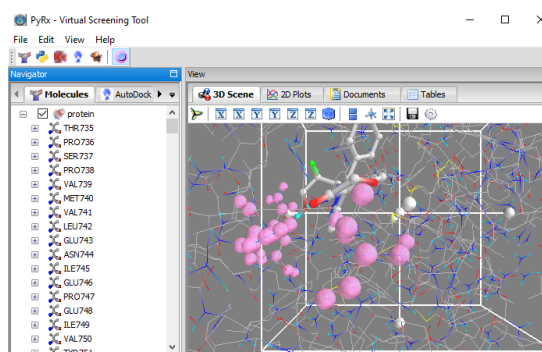 PyRx - Virtual Screening Tool
File Edit View Help
Navigator
View
Molecules AutoDock
3D Scene 2D Plots Documents Tables
X X Y Y Z Z
protein
THR735
PRO736
SER737
PRO738
VAL739
MET740
VAL741
LEU742
GLU743
ASN744
ILE745
GLU746
PRO747
GLU748
ILE749
VAL750